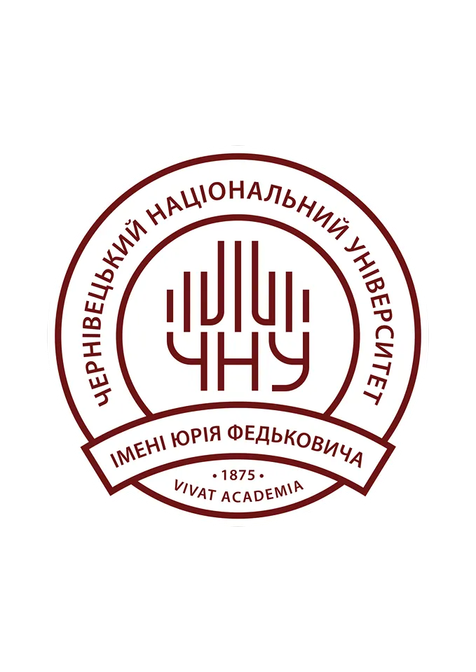 ЧЕРНІВЕЦЬКИЙ НАЦІОНАЛЬНИЙ УНІВЕРСИТЕТ
ЧНУ
ІМЕНІ ЮРІЯ ФЕДЬКОВИЧА
• 1875 •
VIVAT ACADEMIA